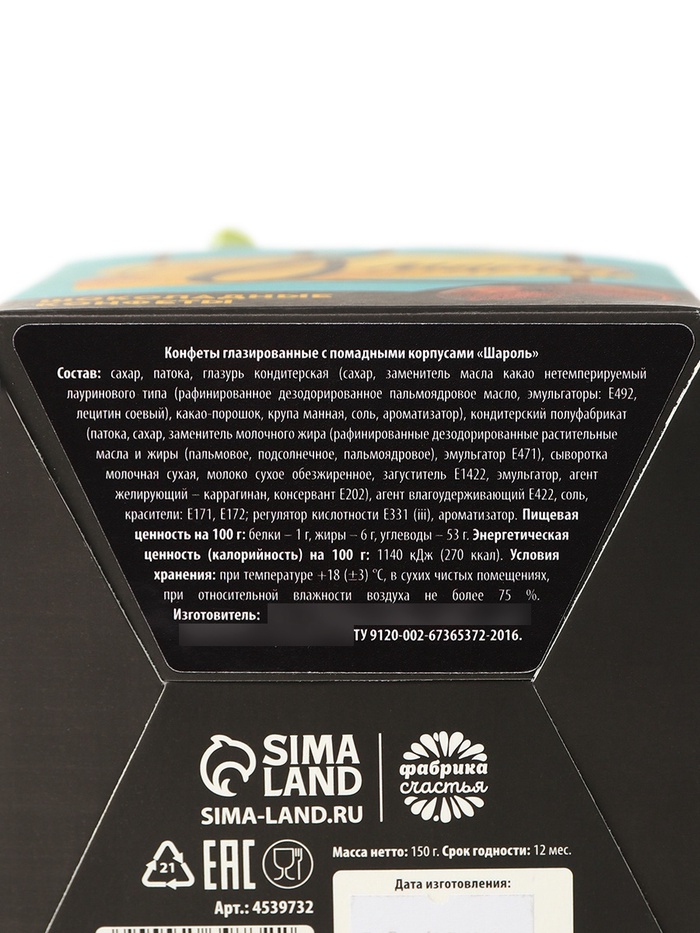 Конфеты глазированные с помадными корпусами «Шароль»
Состав: сахар, патока, глазурь кондитерская (сахар, заменитель масла какао нетемперируемый
лауринового типа (рафинированное дезодорированное пальмоядровое масло, эмульгаторы: Е492,
лецитин соевый), какао-порошок, крупа манная, соль, ароматизатор), кондитерский полуфабрикат
(патока, сахар, заменитель молочного жира (рафинированные дезодорированные растительные
масла и жиры (пальмовое, подсолнечное, пальмоядровое), эмульгатор Е471), сыворотка
молочная сухая, молоко сухое обезжиренное, загуститель Е1422, эмульгатор, агент
желирующий – каррагинан, консервант Е202), агент влагоудерживающий Е422, соль,
красители: Е171, Е172; регулятор кислотности Е331 (iii), ароматизатор. Пищевая
ценность на 100 г: белки – 1 г, жиры – 6 г, углеводы – 53 г. Энергетическая
ценность (калорийность) на 100 г: 1140 кДж (270 ккал). Условия
хранения: при температуре +18 (±3) °С, в сухих чистых помещениях,
при относительной влажности воздуха не более 75 %.
Изготовитель:
ТУ 9120-002-67365372-2016.
SIMA
LAND
SIMA-LAND.RU
фабрика
счастья
21
EAC
Масса нетто: 150 г. Срок годности: 12 мес.
Дата изготовления:
Арт.: 4539732